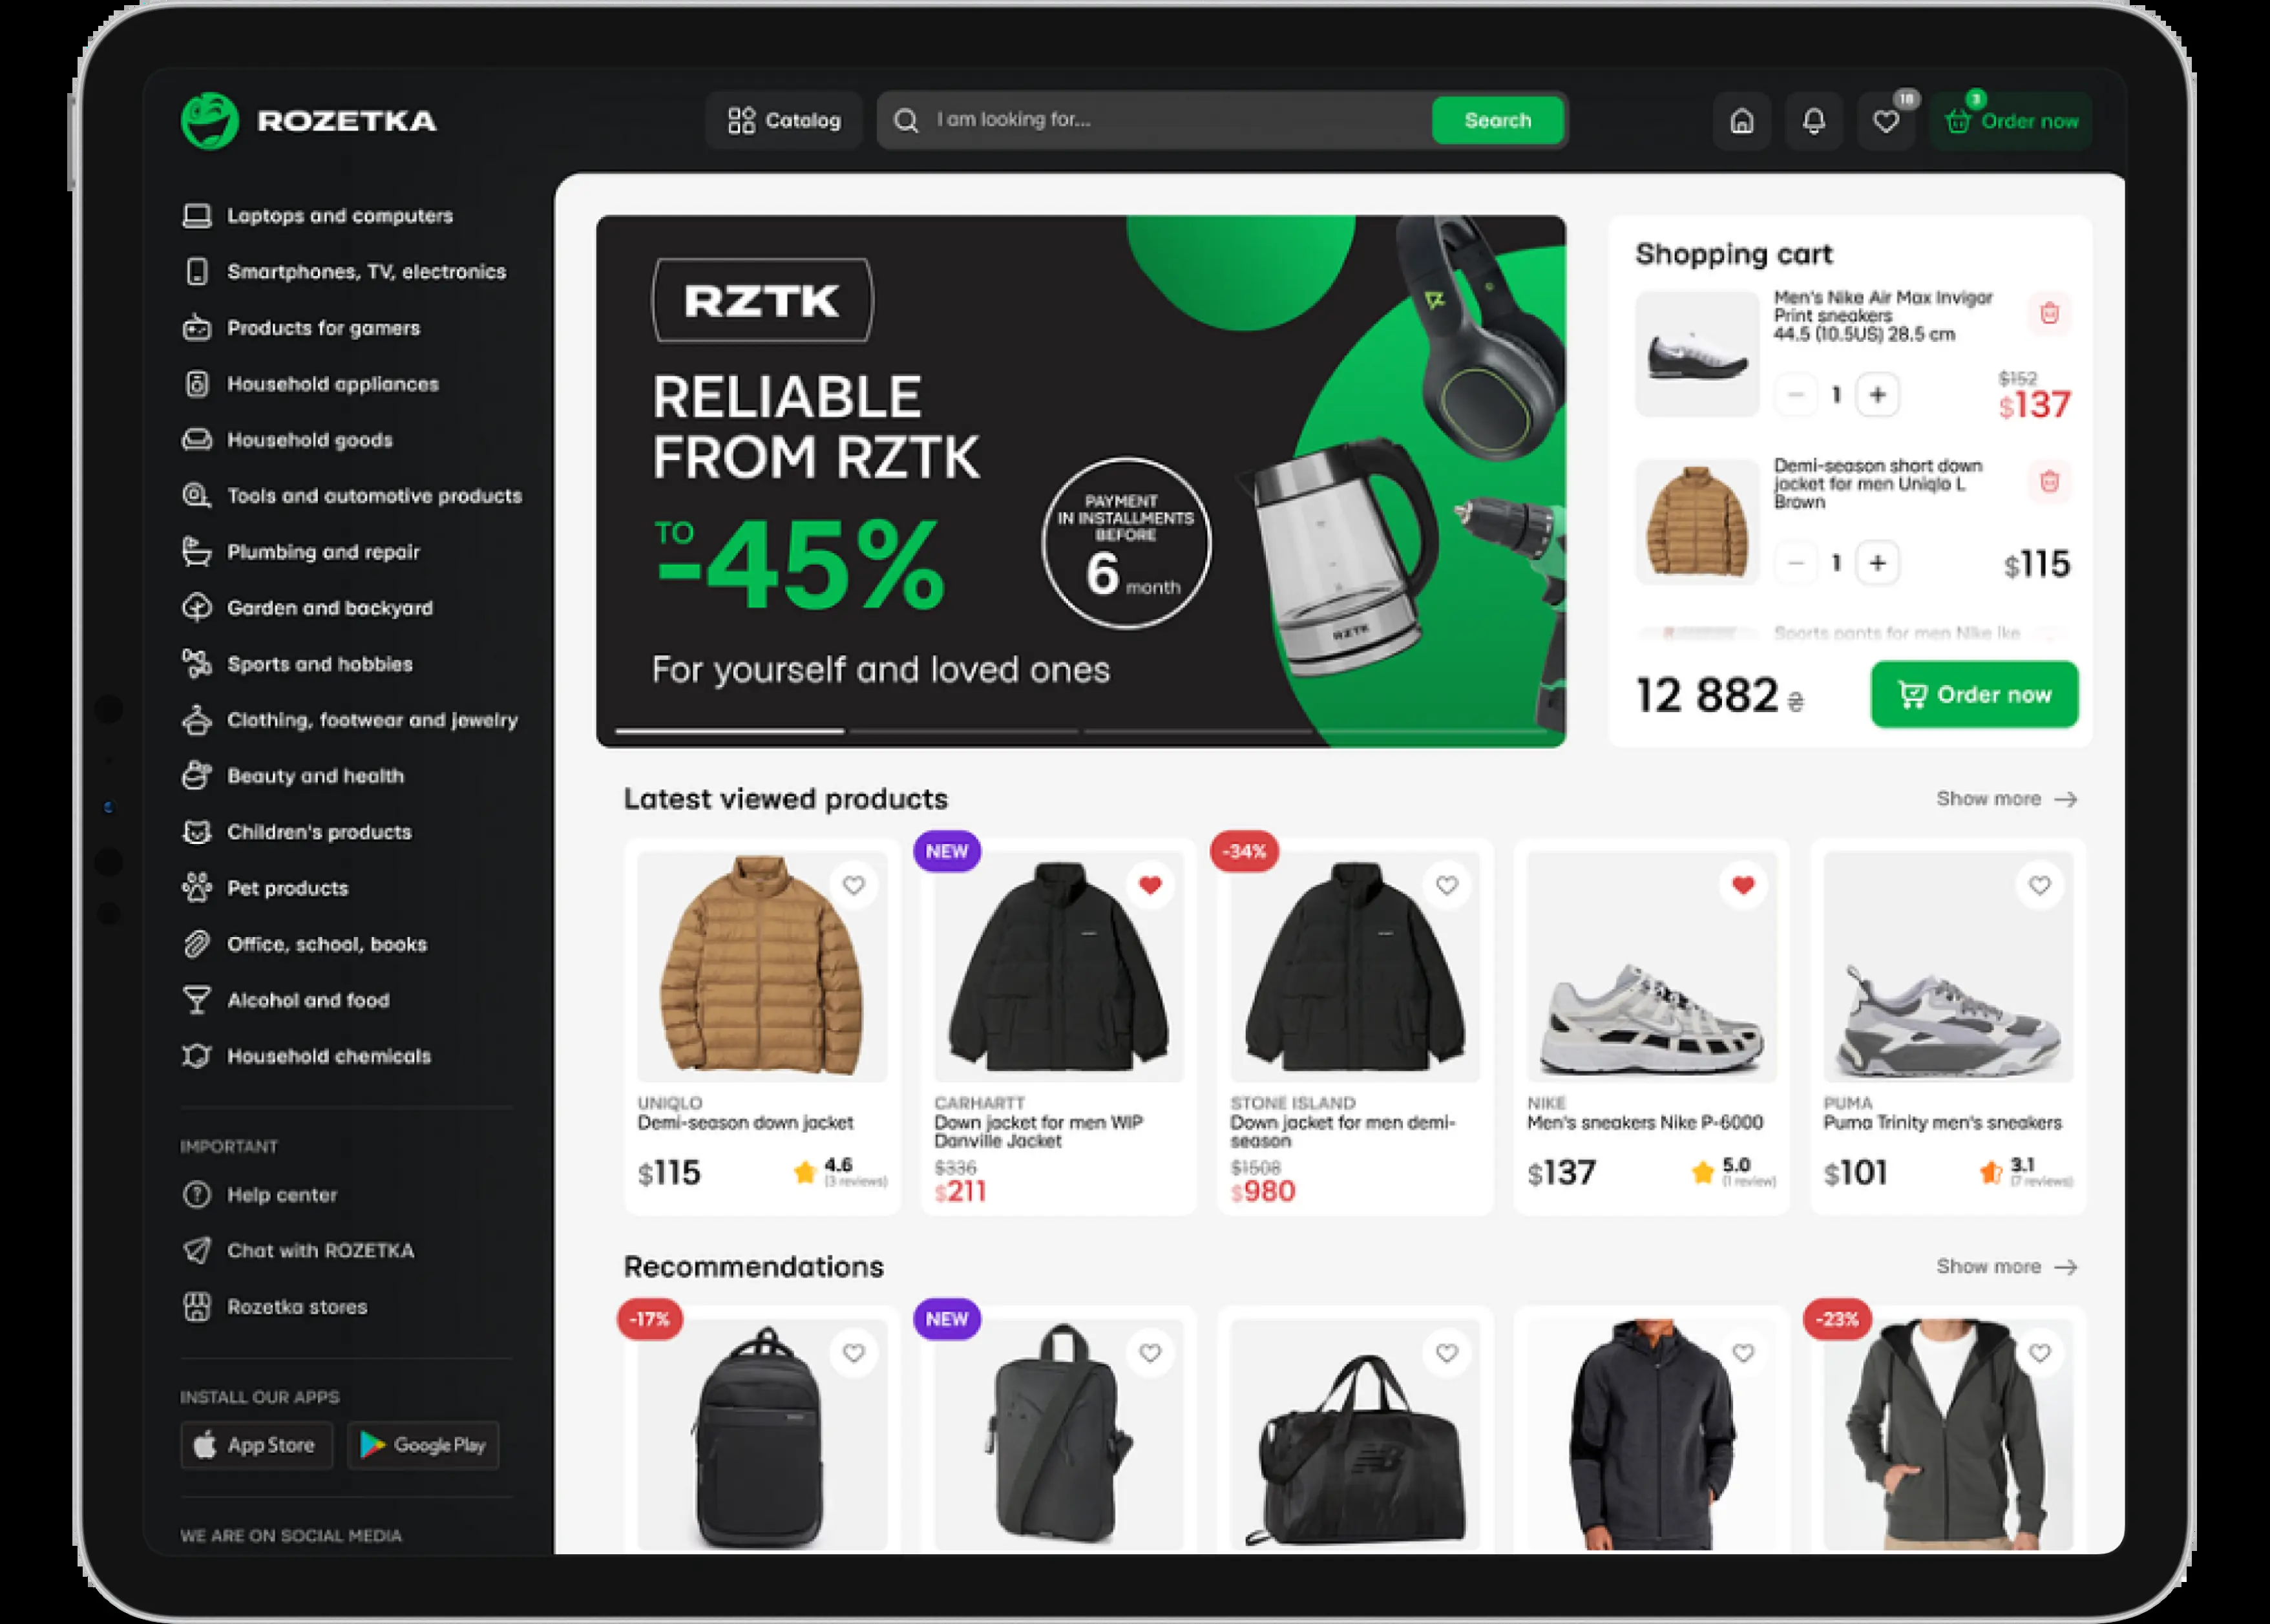 ROZETKA
Catalog
I am looking for...
Search
18
3
Order now
Laptops and computers
Smartphones, TV, electronics
Products for gamers
Household appliances
Household goods
Tools and automotive products
Plumbing and repair
Garden and backyard
Sports and hobbies
Clothing, footwear and jewelry
Beauty and health
Children's products
Pet products
Office, school, books
Alcohol and food
Household chemicals
IMPORTANT
Help center
Chat with ROZETKA
Rozetka stores
INSTALL OUR APPS
App Store
Google Play
WE ARE ON SOCIAL MEDIA
RZTK
RELIABLE
FROM RZTK
TO
-45%
PAYMENT
IN INSTALLMENTS
BEFORE
6 month
For yourself and loved ones
RZTK
Shopping cart
Men's Nike Air Max Invigor
Print sneakers
44.5 (10.5US) 28.5 cm
1
$152
$137
Demi-season short down
jacket for men Uniqlo L
Brown
1
$115
Sports pants for men Nike Ike
12 882 ₴
Order now
Latest viewed products
Show more
UNIQLO
Demi-season down jacket
$115
4.6
(3 reviews)
NEW
CARHARTT
Down jacket for men WIP
Danville Jacket
$336
$211
-34%
STONE ISLAND
Down jacket for men demi-
season
$1508
$980
NIKE
Men's sneakers Nike P-6000
$137
5.0
(1 review)
PUMA
Puma Trinity men's sneakers
$101
3.1
(7 reviews)
Recommendations
Show more
-17%
NEW
NB
-23%